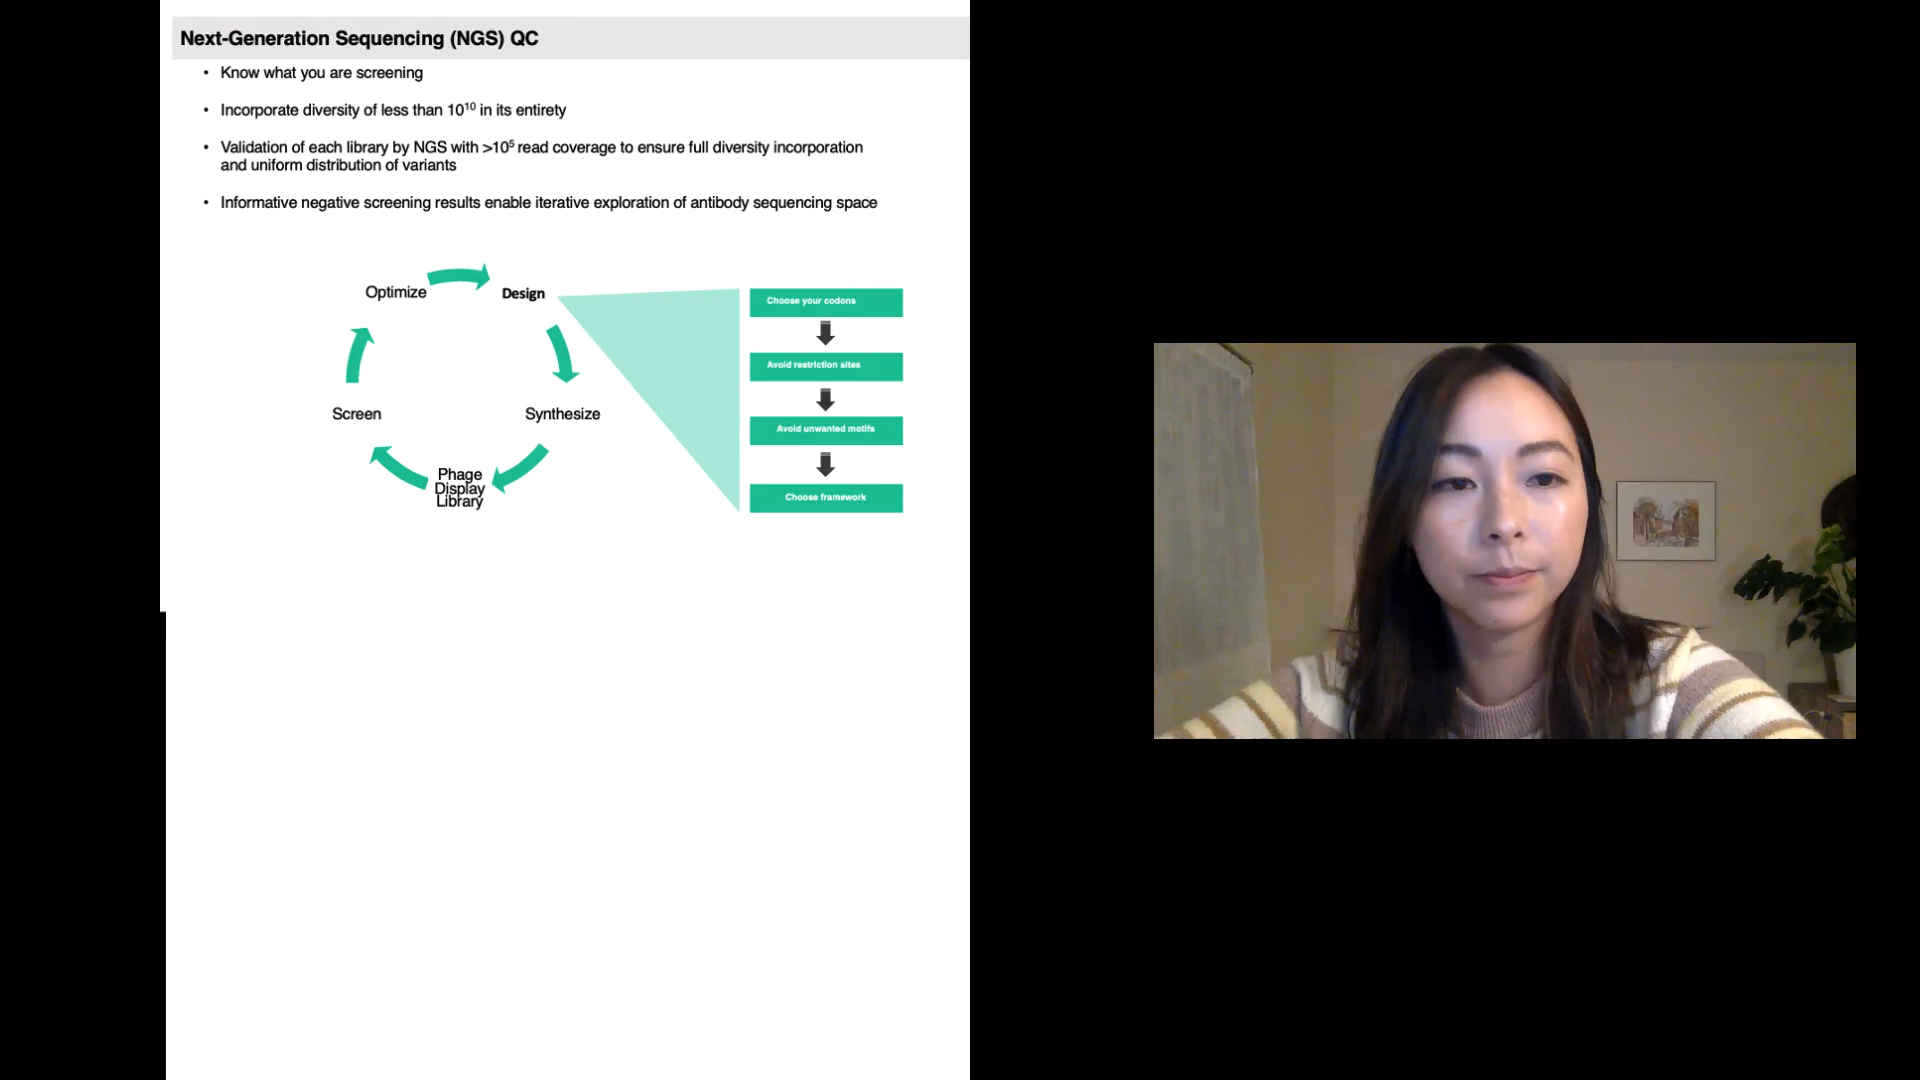 Next-Generation Sequencing (NGS) QC
• Know what you are screening
• Incorporate diversity of less than 10¹⁰ in its entirety
• Validation of each library by NGS with >10⁵ read coverage to ensure full diversity incorporation
and uniform distribution of variants
• Informative negative screening results enable iterative exploration of antibody sequencing space
Optimize
Design
Synthesize
Phage
Display
Library
Screen
Choose your codons
Avoid restriction sites
Avoid unwanted motifs
Choose framework